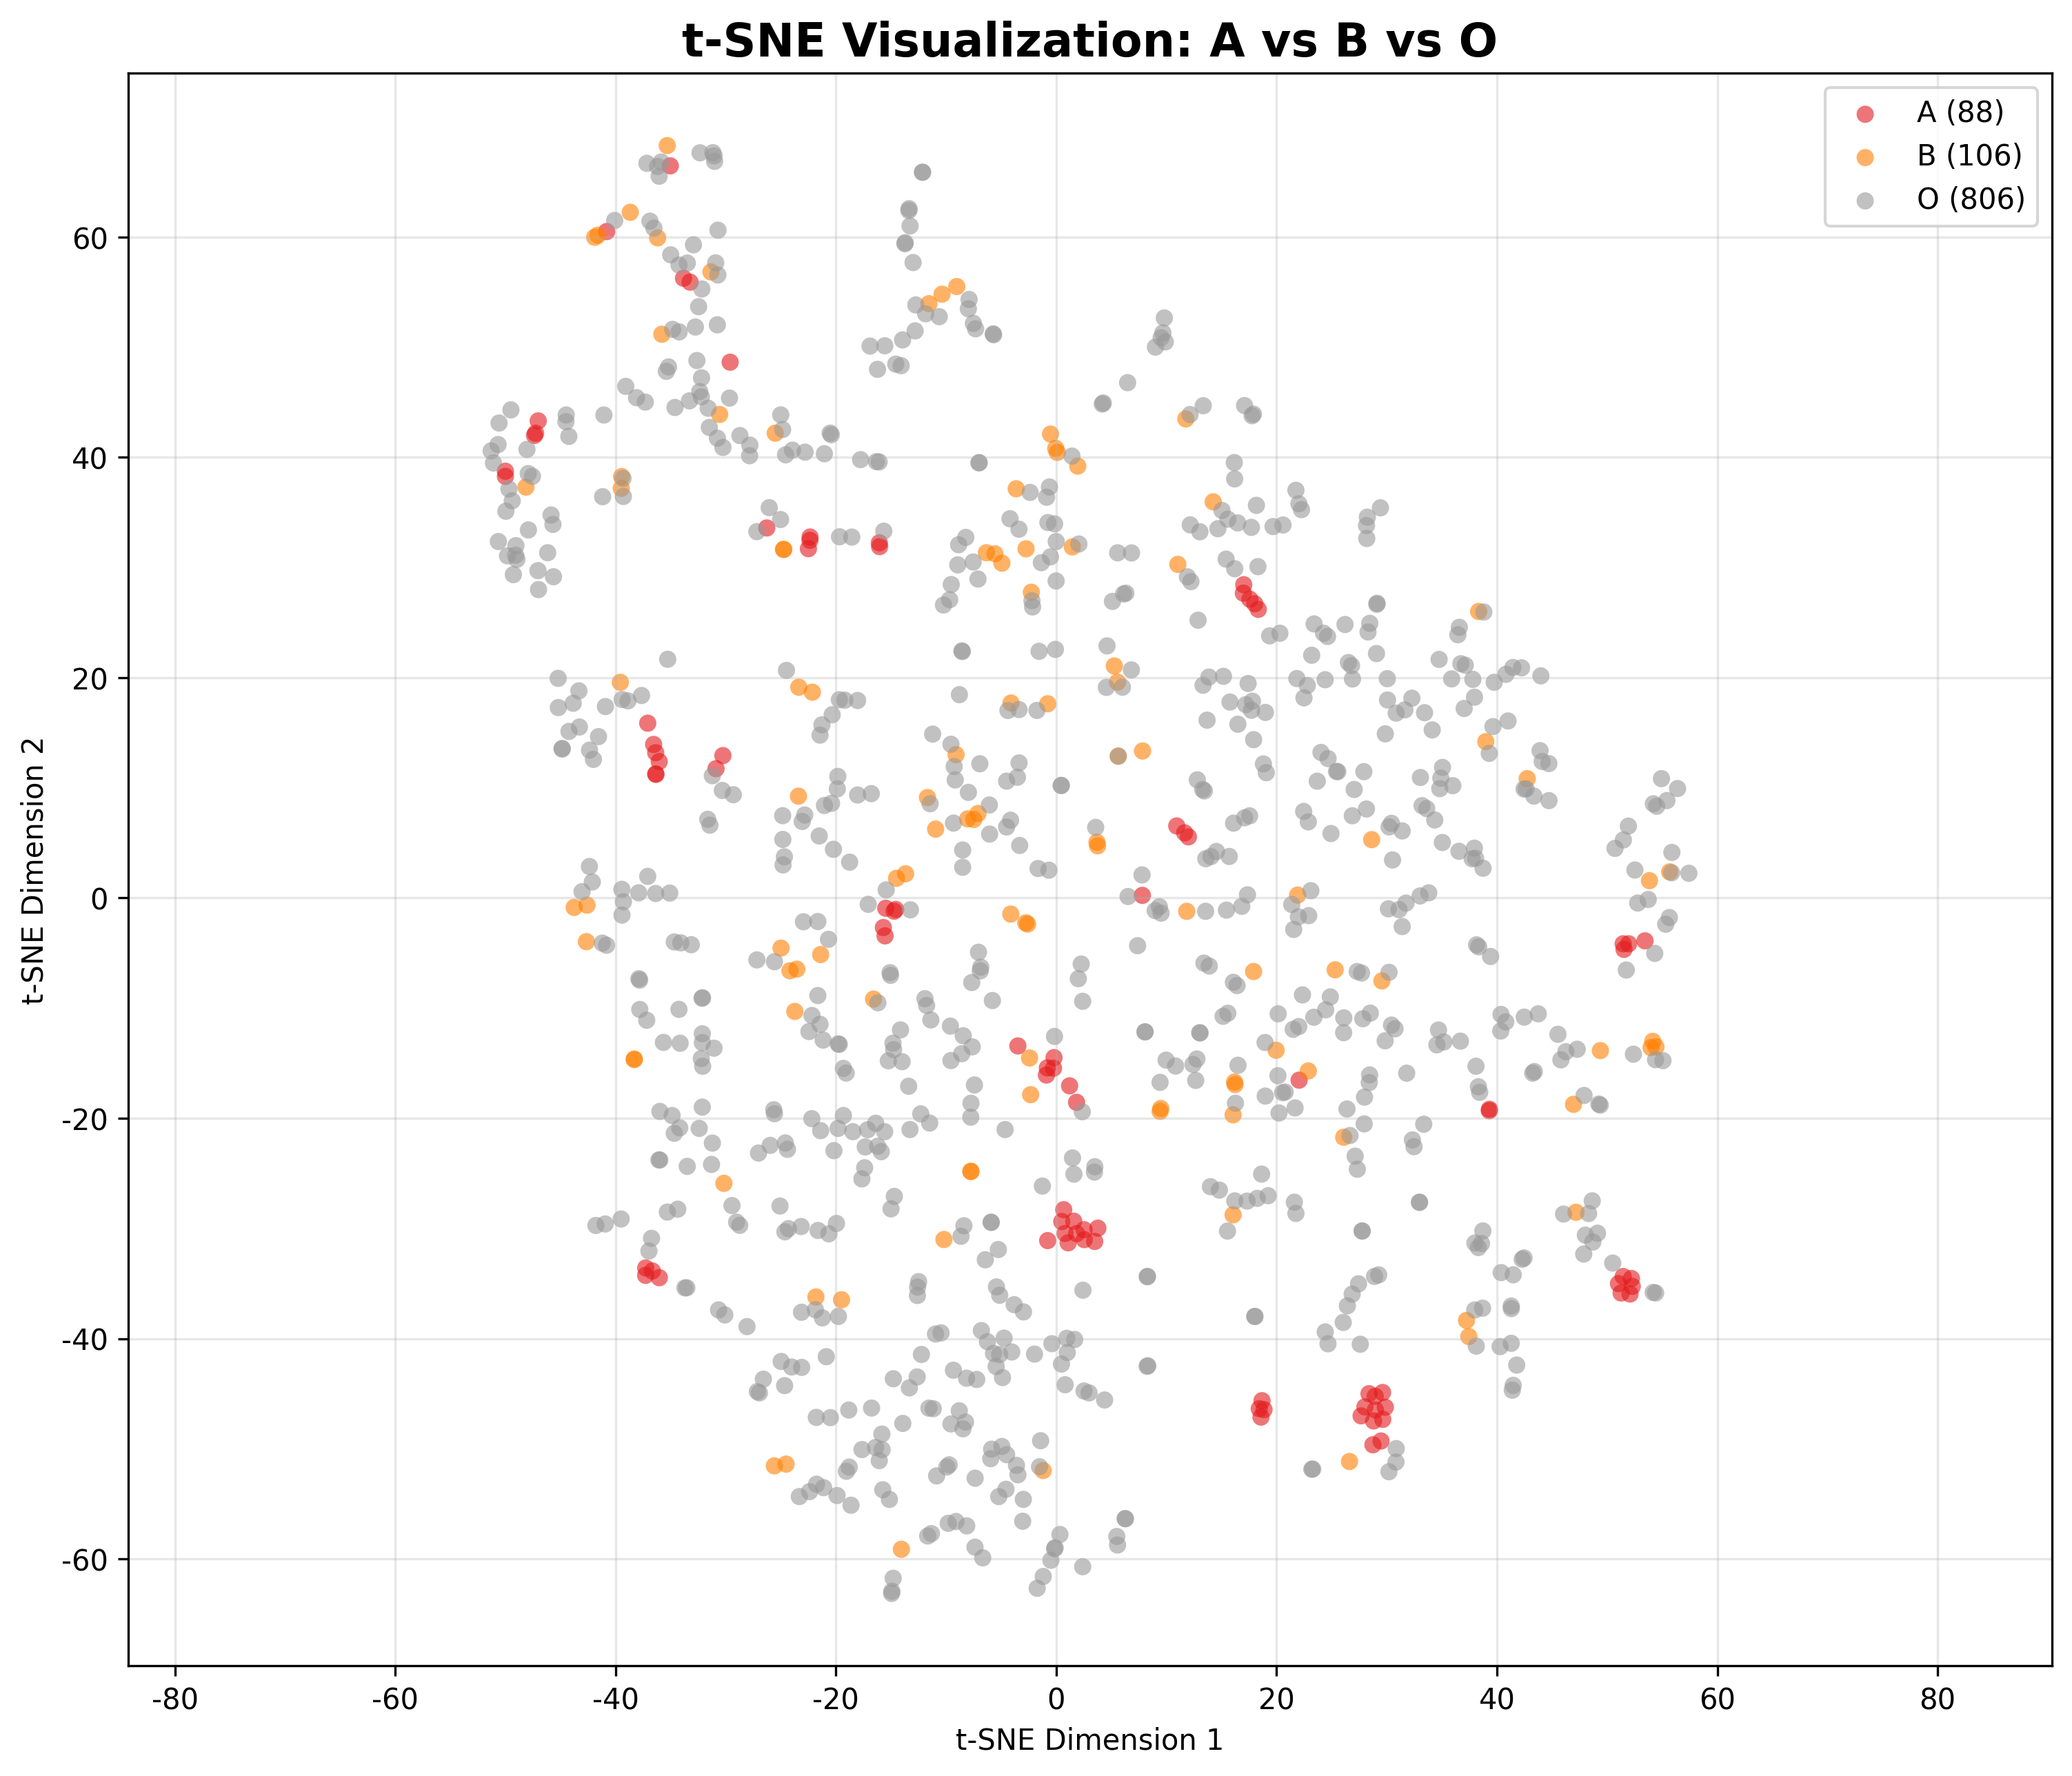 t-SNE Visualization: A vs B vs O
A (88)
B (106)
O (806)
60
40
20
0
-20
-40
-60
t-SNE Dimension 2
-80 -60 -40 -20 0 20 40 60 80
t-SNE Dimension 1